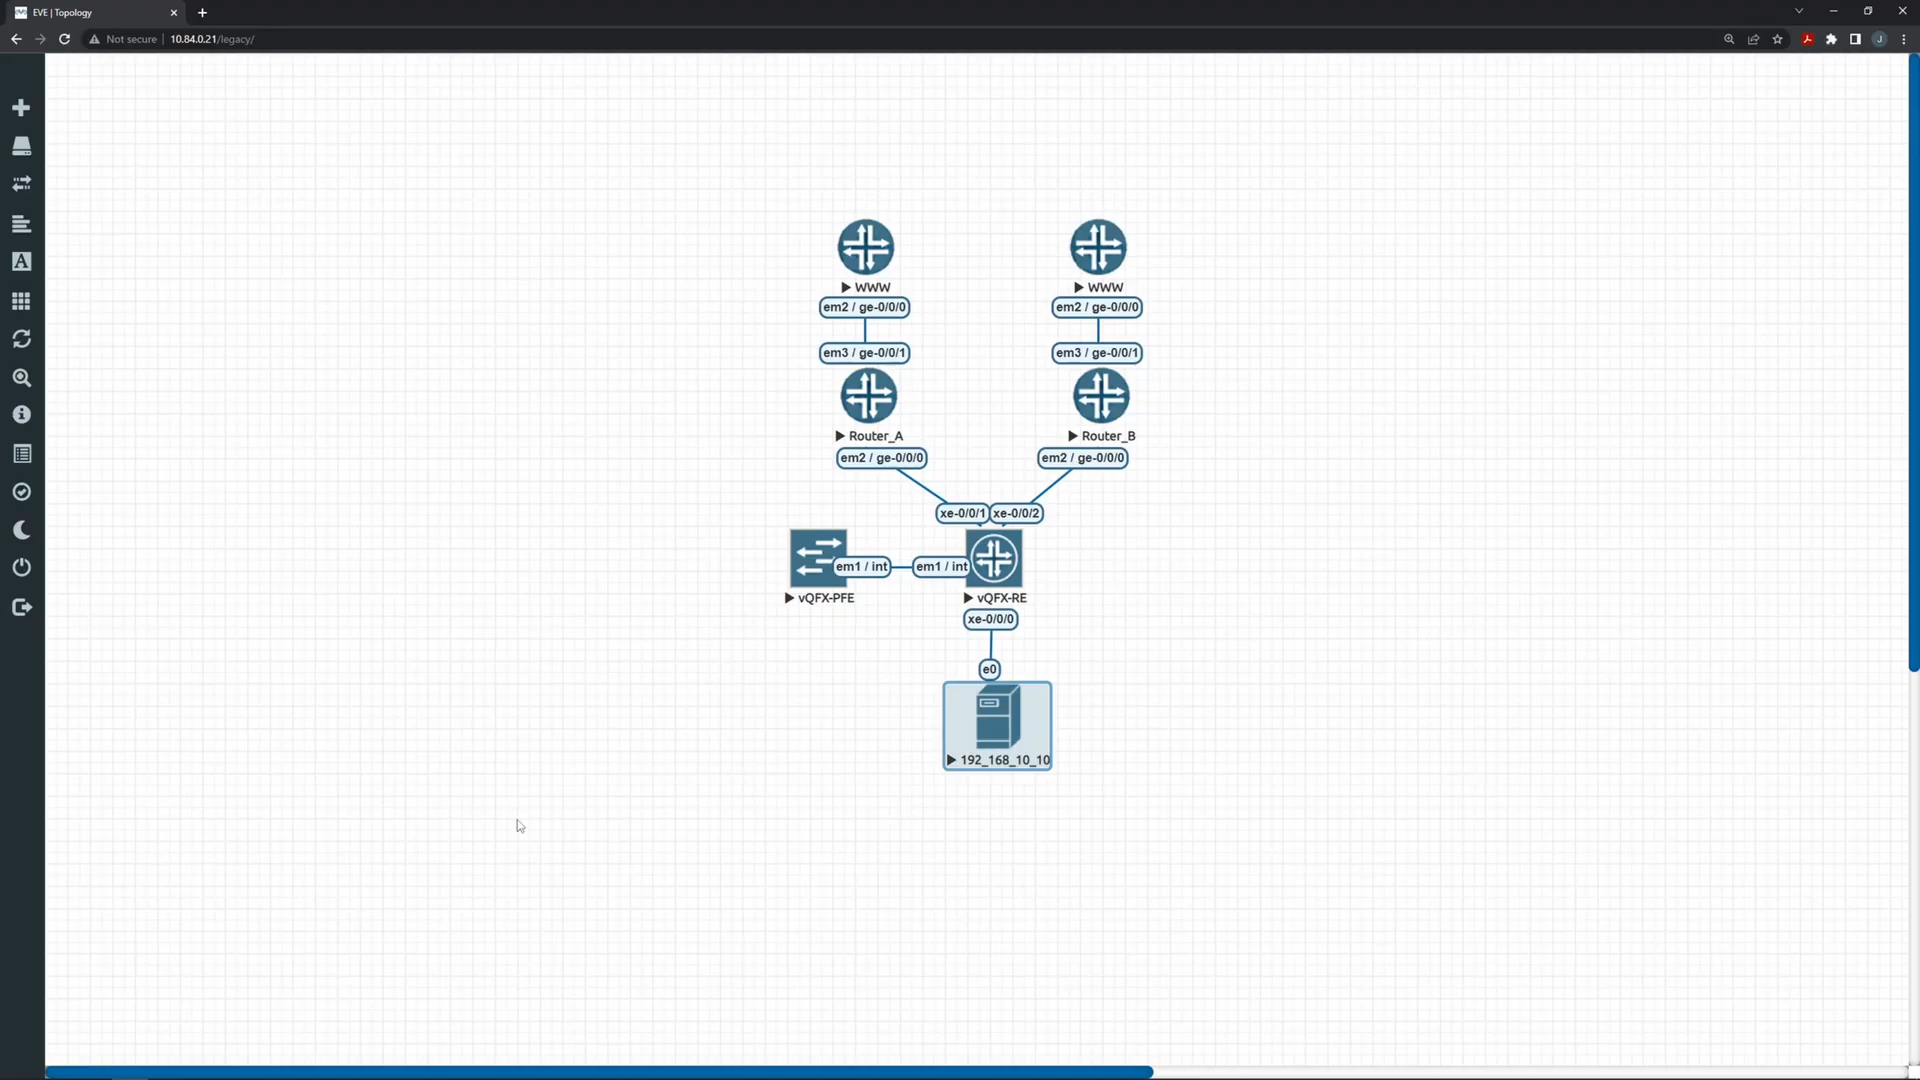 EVE | Topology
Not secure
10.84.0.21/legacy/
J
A
WWW
WWW
em2 / ge-0/0/0
em2 / ge-0/0/0
em3 / ge-0/0/1
em3 / ge-0/0/1
Router_A
Router_B
em2 / ge-0/0/0
em2 / ge-0/0/0
xe-0/0/1
xe-0/0/2
em1 / int
em1 / int
vQFX-PFE
vQFX-RE
xe-0/0/0
e0
192_168_10_10